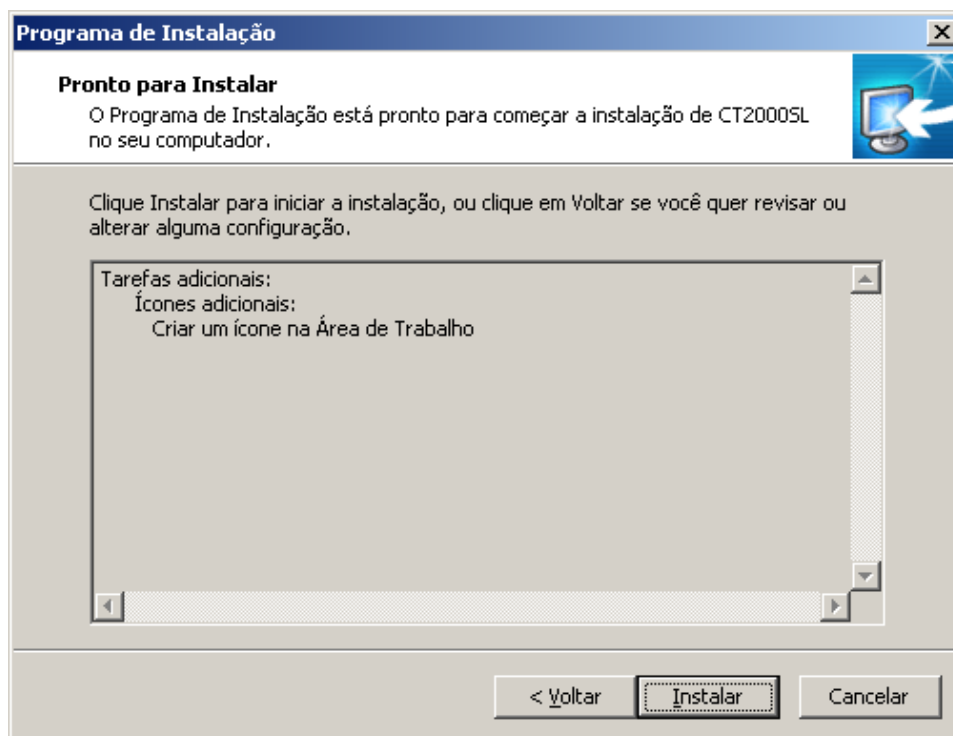 Programa de Instalação
Pronto para Instalar
O Programa de Instalação está pronto para começar a instalação de CT2000SL
no seu computador.
Clique Instalar para iniciar a instalação, ou clique em Voltar se você quer revisar ou
alterar alguma configuração.
Tarefas adicionais:
Ícones adicionais:
Criar um ícone na Área de Trabalho
< Voltar
Instalar
Cancelar